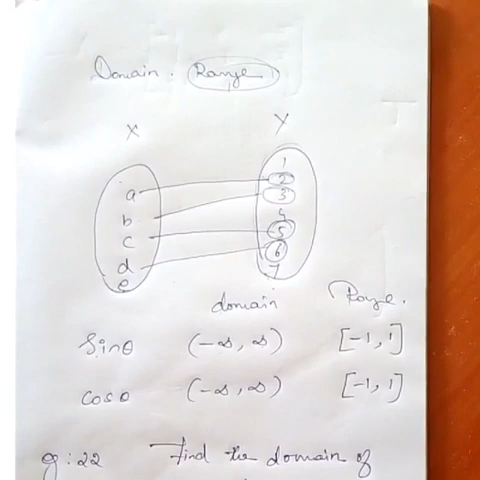 Domain. Range
X Y
1
a 2
3
b 4
c 5
d 6
e 7
domain Range.
Sinθ (-∞, ∞) [-1, 1]
cosθ (-∞, ∞) [-1, 1]
g:22 Find the domain of